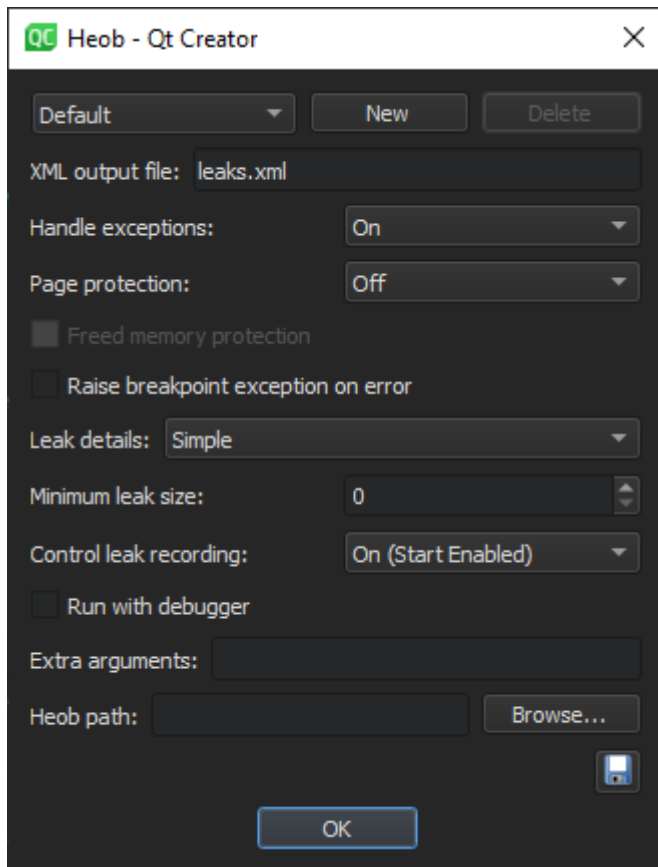 QC Heob - Qt Creator
Default New Delete
XML output file: leaks.xml
Handle exceptions: On
Page protection: Off
Freed memory protection
Raise breakpoint exception on error
Leak details: Simple
Minimum leak size: 0
Control leak recording: On (Start Enabled)
Run with debugger
Extra arguments:
Heob path: Browse...
OK